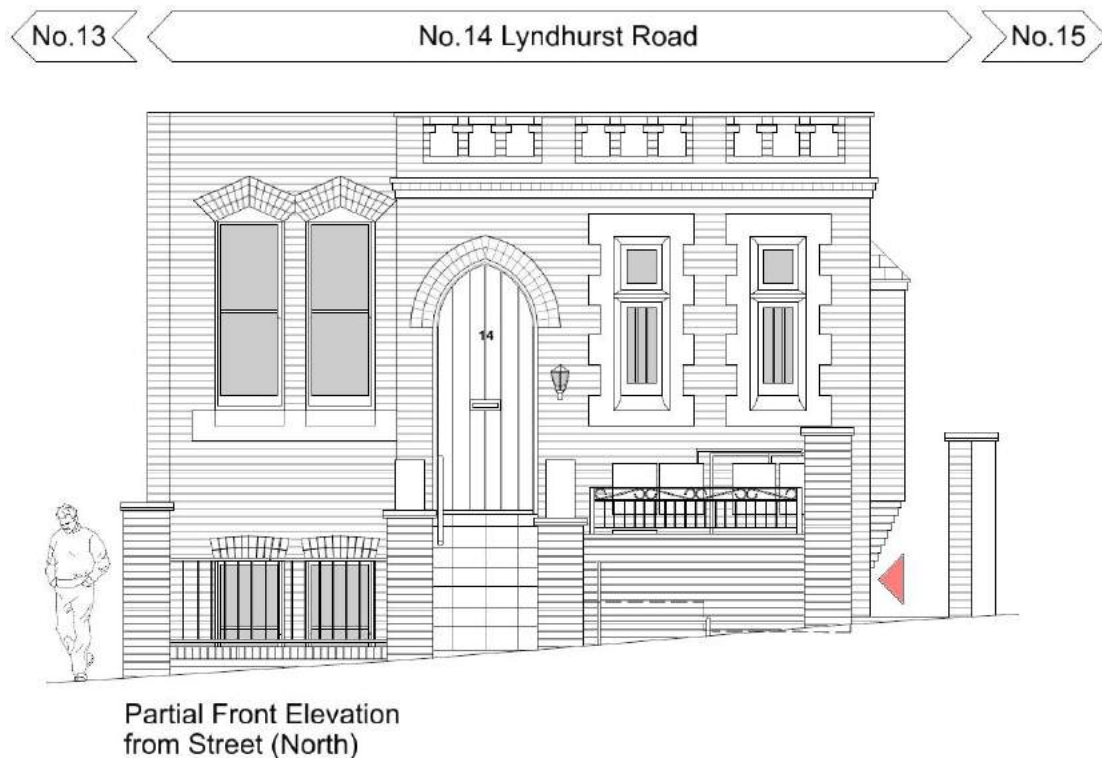 No.13
No.14 Lyndhurst Road
No.15
14
Partial Front Elevation
from Street (North)